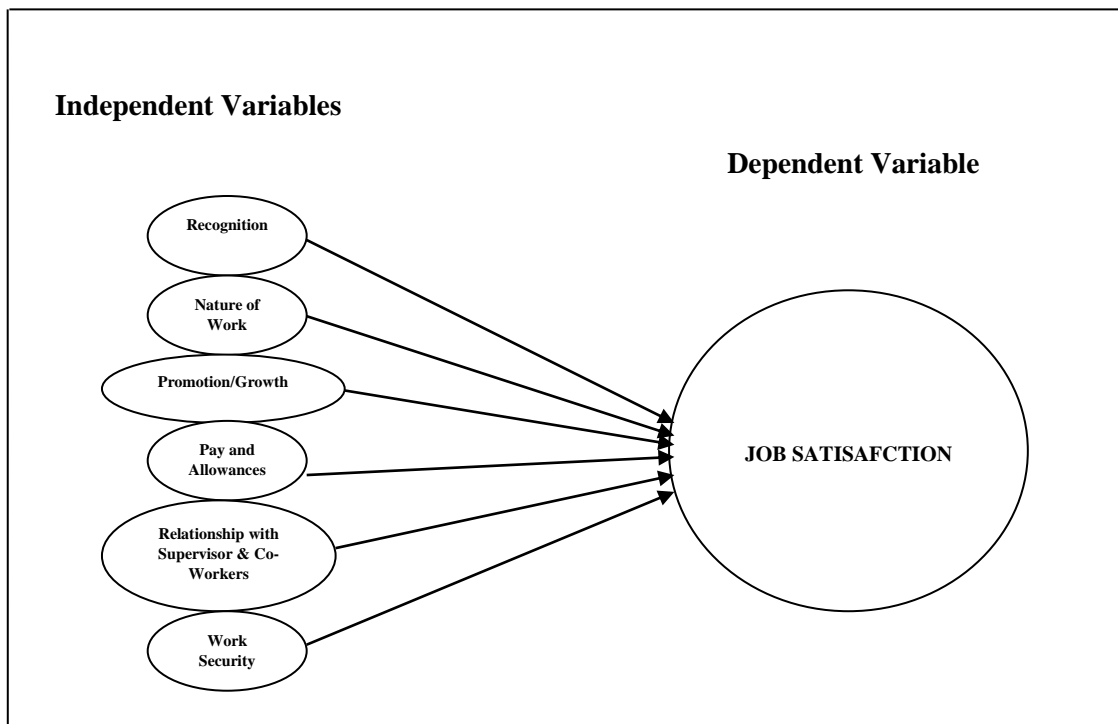 Independent Variables
Dependent Variable
Recognition
Nature of
Work
Promotion/Growth
Pay and
Allowances
Relationship with
Supervisor & Co-
Workers
Work
Security
JOB SATISAFCTION